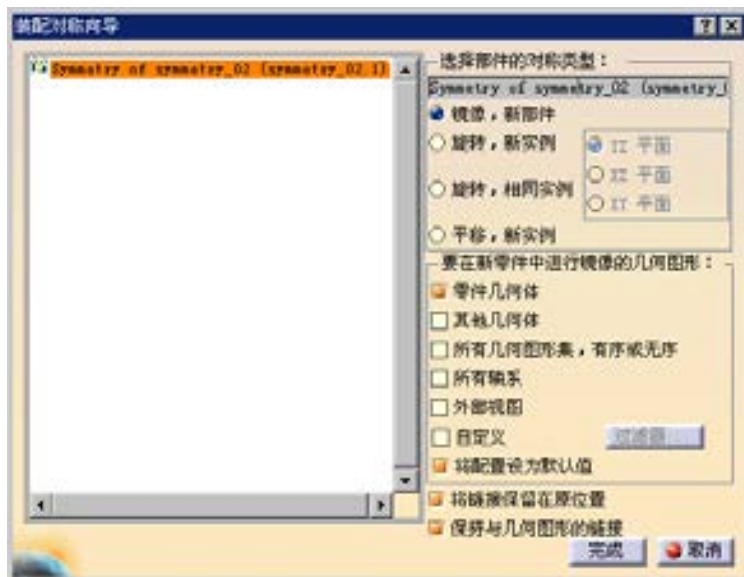 装配对称向导
Symmetry of symmetry_02 (symmetry_02.1)
选择部件的对称类型：
Symmetry of symmetry_02 (symmetry_(
镜像，新部件
旋转，新实例
YZ 平面
XZ 平面
旋转，相同实例
XY 平面
平移，新实例
要在新零件中进行镜像的几何图形：
零件几何体
其他几何体
所有几何图形集，有序或无序
所有轴系
外部视图
自定义
过滤器
将配置设为默认值
将链接保留在原位置
保持与几何图形的链接
完成
取消